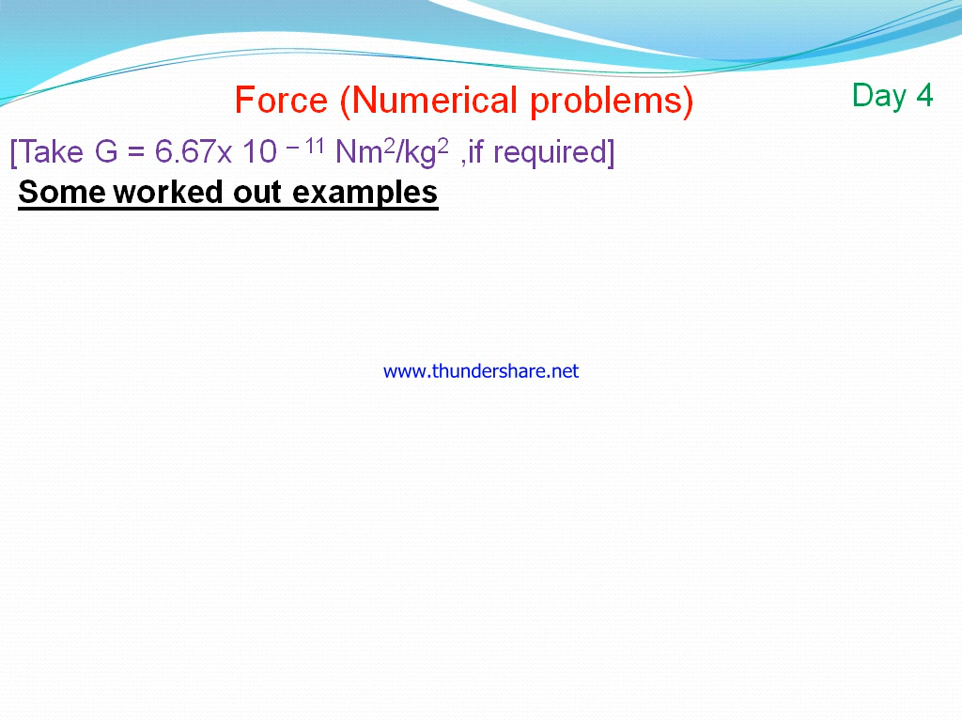 Force (Numerical problems)
Day 4
[Take G = 6.67x 10 – 11 Nm2/kg2 ,if required]
Some worked out examples
www.thundershare.net